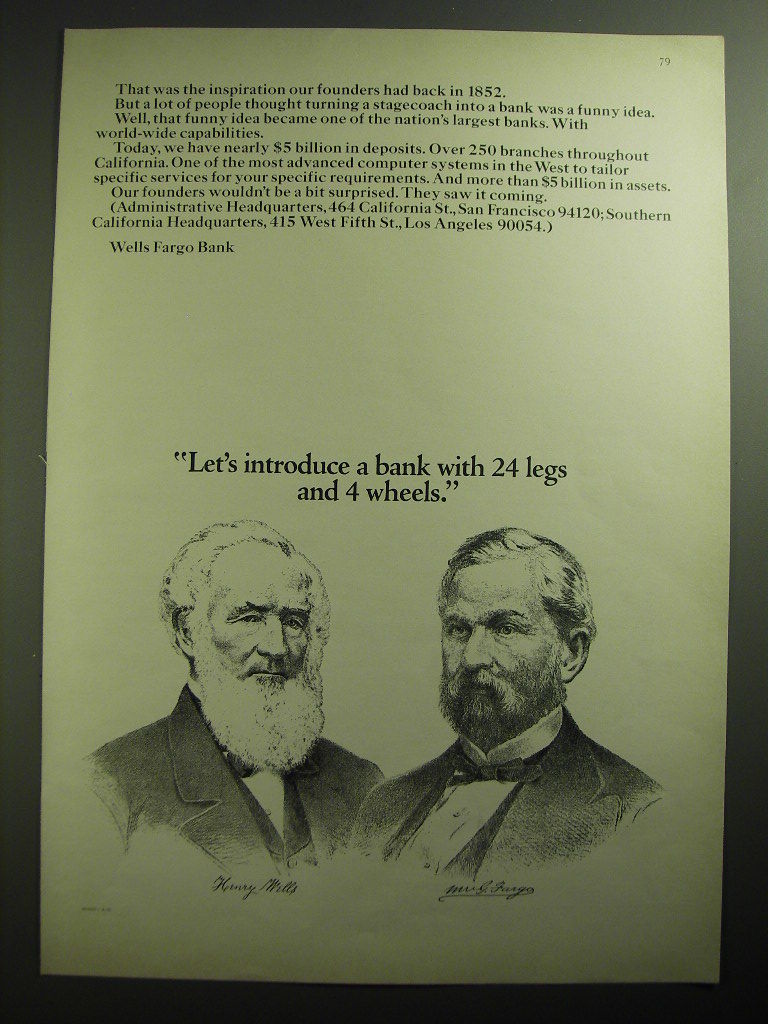 79
That was the inspiration our founders had back in 1852.
But a lot of people thought turning a stagecoach into a bank was a funny idea.
Well, that funny idea became one of the nation's largest banks. With
world-wide capabilities.
Today, we have nearly $5 billion in deposits. Over 250 branches throughout
California. One of the most advanced computer systems in the West to tailor
specific services for your specific requirements. And more than $5 billion in assets.
Our founders wouldn't be a bit surprised. They saw it coming.
(Administrative Headquarters, 464 California St., San Francisco 94120; Southern
California Headquarters, 415 West Fifth St., Los Angeles 90054.)
Wells Fargo Bank
"Let's introduce a bank with 24 legs
and 4 wheels."
Henry Wells
Wm G. Fargo